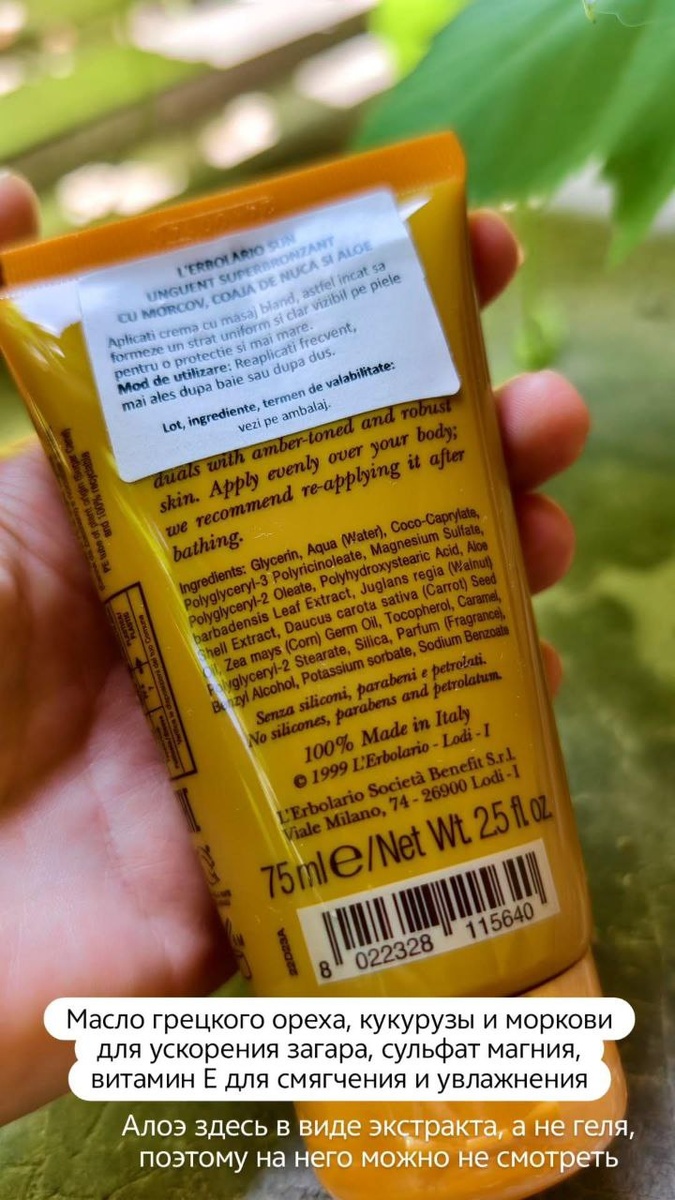 L'ERBOLARIO SUN
UNGUENT SUPERBRONZANT
CU MORCOV, COAJA DE NUCA SI ALOE
Aplicati crema cu masaj bland, astfel incat sa
formeze un strat uniform si clar vizibil pe piele
pentru o protectie si mai mare.
Mod de utilizare: Reaplicati frecvent,
mai ales dupa baie sau dupa dus.
Lot, ingrediente, termen de valabilitate:
vezi pe ambalaj.
duals with amber-toned and robust
skin. Apply evenly over your body;
we recommend re-applying it after
bathing.
Ingredients: Glycerin, Aqua (Water), Coco-Caprylate,
Polyglyceryl-3 Polyricinoleate, Magnesium Sulfate,
Polyglyceryl-2 Oleate, Polyhydroxystearic Acid, Aloe
barbadensis Leaf Extract, Juglans regia (Walnut)
Shell Extract, Daucus carota sativa (Carrot) Seed
Oil, Zea mays (Corn) Germ Oil, Tocopherol, Caramel,
Polyglyceryl-2 Stearate, Silica, Parfum (Fragrance),
Benzyl Alcohol, Potassium sorbate, Sodium Benzoate
Senza siliconi, parabeni e petrolati.
No silicones, parabens and petrolatum.
100% Made in Italy
© 1999 L'Erbolario - Lodi - I
L'Erbolario Società Benefit S.r.l.
Viale Milano, 74 - 26900 Lodi - I
75 ml e/Net Wt. 2.5 fl oz
8 022328 115640
and 100% recyclable
Масло грецкого ореха, кукурузы и моркови
для ускорения загара, сульфат магния,
витамин Е для смягчения и увлажнения
Алоэ здесь в виде экстракта, а не геля,
поэтому на него можно не смотреть